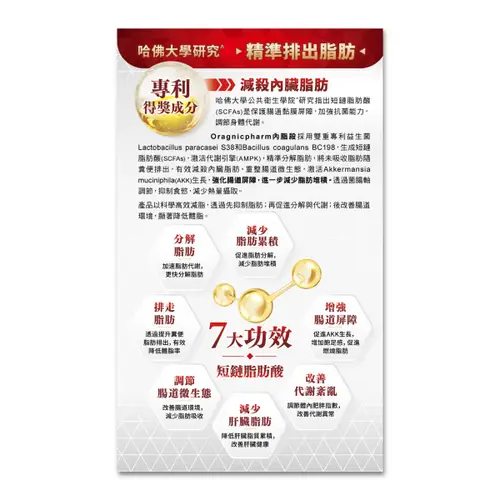 哈佛大學研究^ ▸ 精準排出脂肪 ◂
專利
得獎成分
減殺內臟脂肪
哈佛大學公共衛生學院^研究指出短鏈脂肪酸
(SCFAs)是保護腸道黏膜屏障，加強抗菌能力，
調節身體代謝。
Oragnicpharm內脂殺採用雙重專利益生菌
Lactobacillus paracasei S38和Bacillus coagulans BC198，生成短鏈
脂肪酸(SCFAs)，激活代謝引擎(AMPK)，精準分解脂肪，將未吸收脂肪隨
糞便排出，有效減殺內臟脂肪。重整腸道微生態，激活Akkermansia
muciniphila(AKK)生長，強化腸道屏障，進一步減少脂肪堆積。透過菌腸軸
調節，抑制食慾，減少熱量攝取。
產品以科學高效減脂，透過先抑制脂肪；再促進分解與代謝；後改善腸道
環境，顯著降低體脂。
分解
脂肪
加速脂肪代謝，
更快分解脂肪
減少
脂肪累積
促進脂肪分解，
減少脂肪堆積
排走
脂肪
透過提升糞便
脂肪排出，有效
降低體脂率
增強
腸道屏障
促進AKK生長，
增加飽足感，促進
燃燒脂肪
7大功效
短鏈脂肪酸
調節
腸道微生態
改善腸道環境，
減少脂肪吸收
減少
肝臟脂肪
降低肝臟脂質累積，
改善肝臟健康
改善
代謝紊亂
調節體內肥胖指數，
改善代謝異常